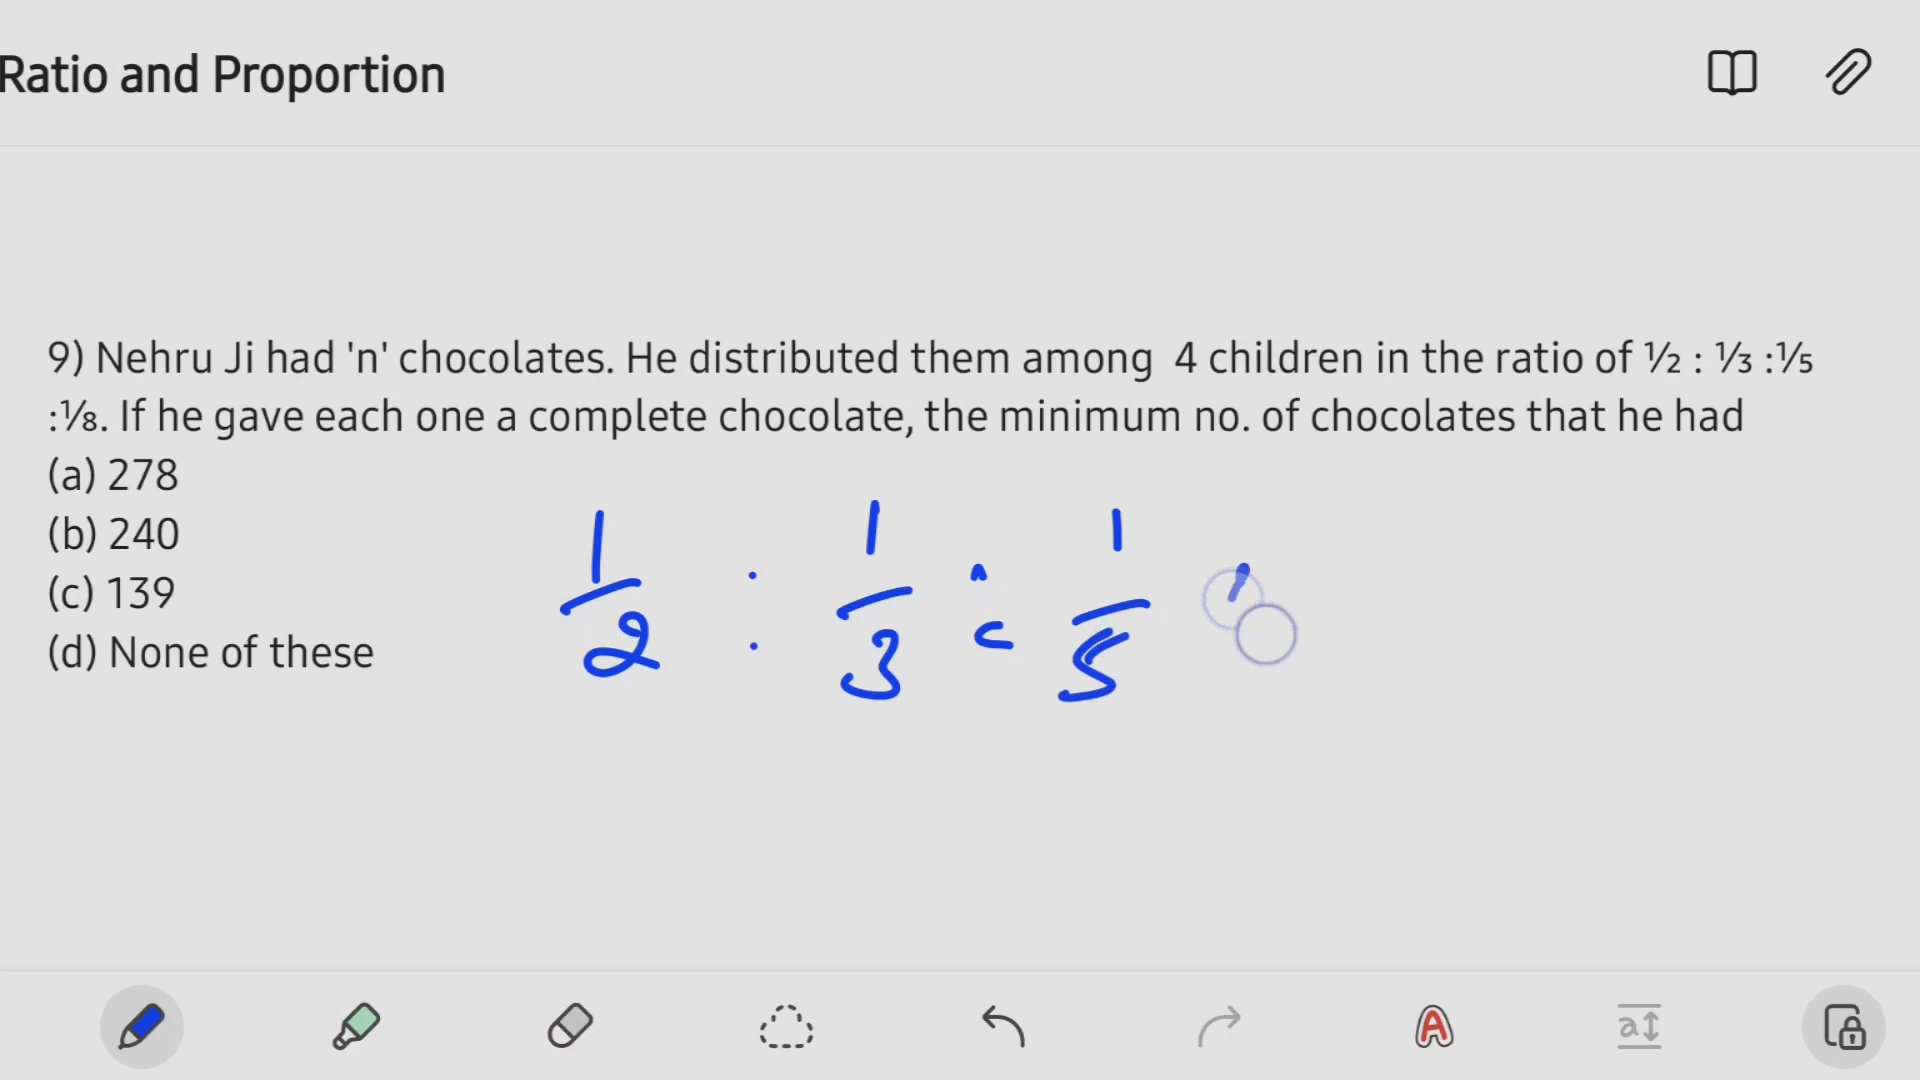 Ratio and Proportion
9) Nehru Ji had 'n' chocolates. He distributed them among 4 children in the ratio of ½ : ⅓ :⅕
:⅛. If he gave each one a complete chocolate, the minimum no. of chocolates that he had
(a) 278
(b) 240
(c) 139
(d) None of these
1/2 : 1/3 : 1/5
A
a